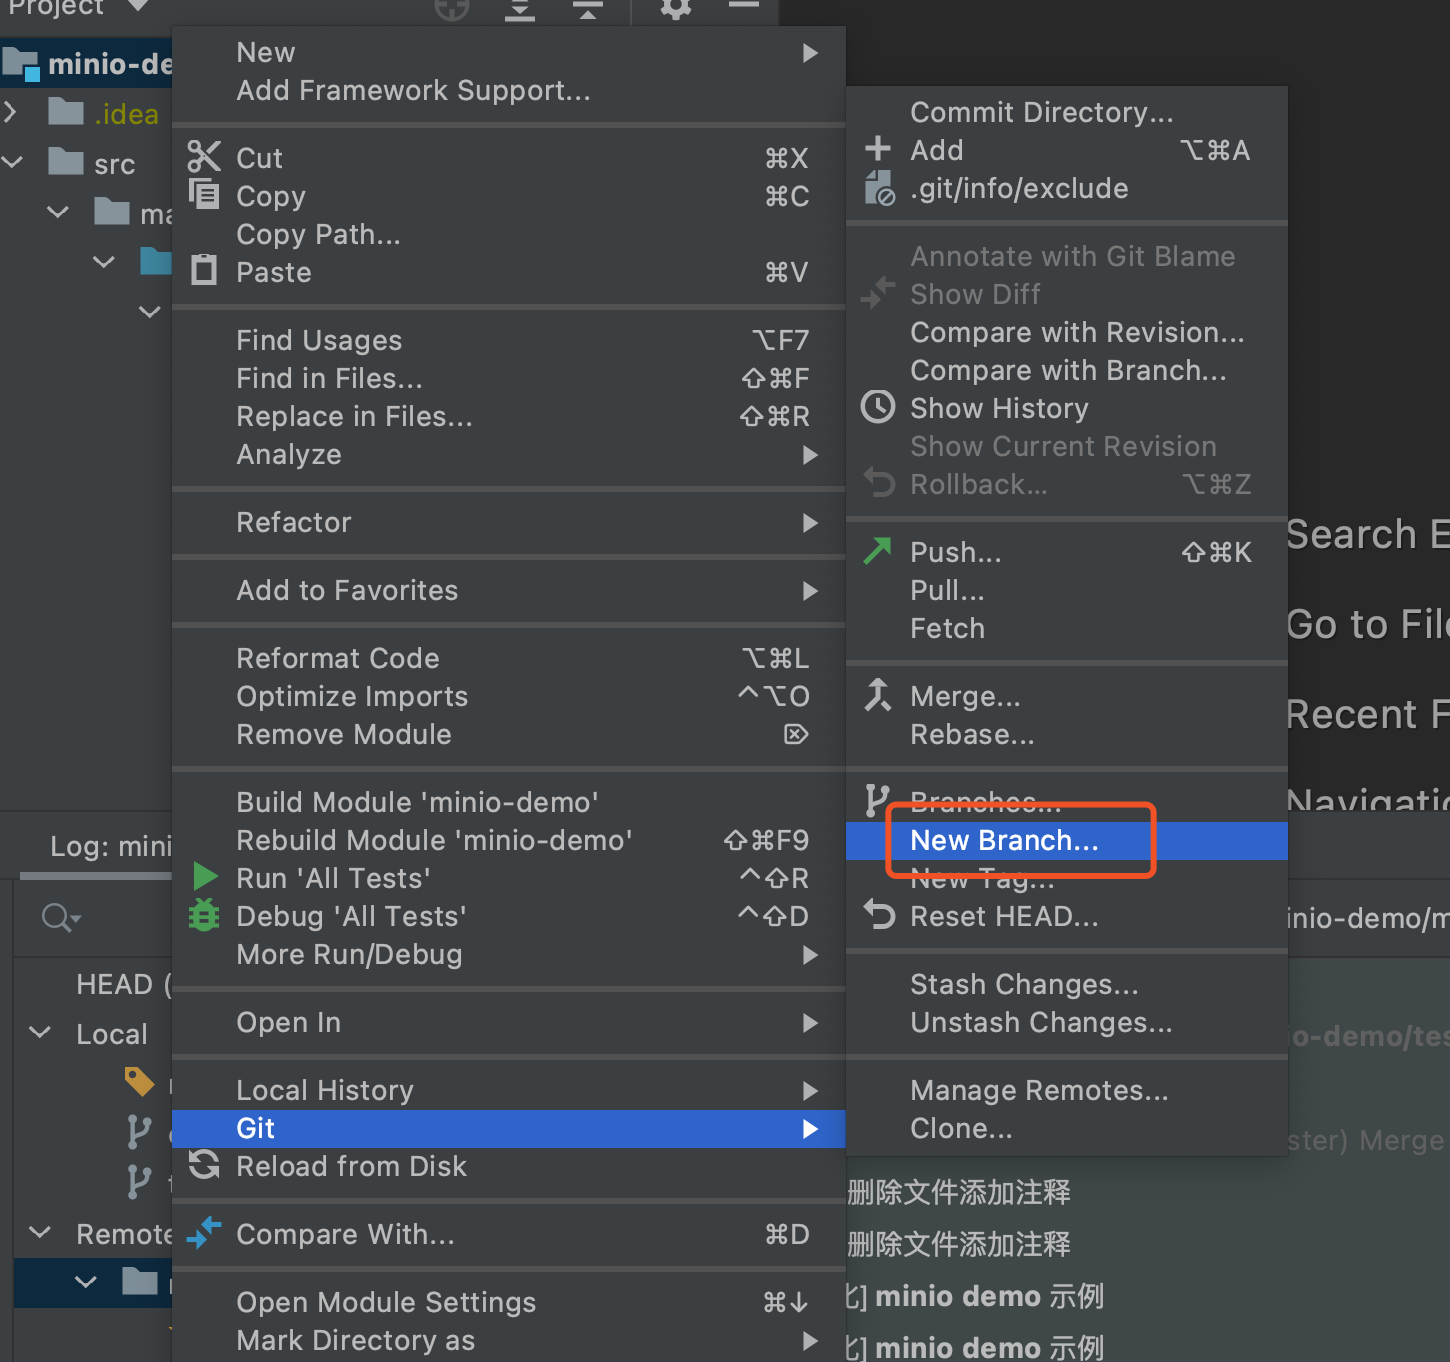 Project
minio-de
.idea
src
ma
New
Add Framework Support...
Cut ⌘X
Copy ⌘C
Copy Path...
Paste ⌘V
Find Usages ⌥F7
Find in Files... ⇧⌘F
Replace in Files... ⇧⌘R
Analyze
Refactor
Add to Favorites
Reformat Code ⌥⌘L
Optimize Imports ^⌥O
Remove Module ⌦
Build Module 'minio-demo'
Rebuild Module 'minio-demo' ⇧⌘F9
Run 'All Tests' ^⇧R
Debug 'All Tests' ^⇧D
More Run/Debug
Open In
Local History
Git
Reload from Disk
Compare With... ⌘D
Open Module Settings ⌘↓
Mark Directory as
Commit Directory...
Add ⌥⌘A
.git/info/exclude
Annotate with Git Blame
Show Diff
Compare with Revision...
Compare with Branch...
Show History
Show Current Revision
Rollback... ⌥⌘Z
Push... ⇧⌘K
Pull...
Fetch
Merge...
Rebase...
Branches...
New Branch...
New Tag...
Reset HEAD...
Stash Changes...
Unstash Changes...
Manage Remotes...
Clone...
Search E
Go to File
Recent F
Navigatio
Log: mini
HEAD (
Local
Remote
inio-demo/m
io-demo/tes
ster) Merge
删除文件添加注释
删除文件添加注释
] minio demo 示例
] minio demo 示例